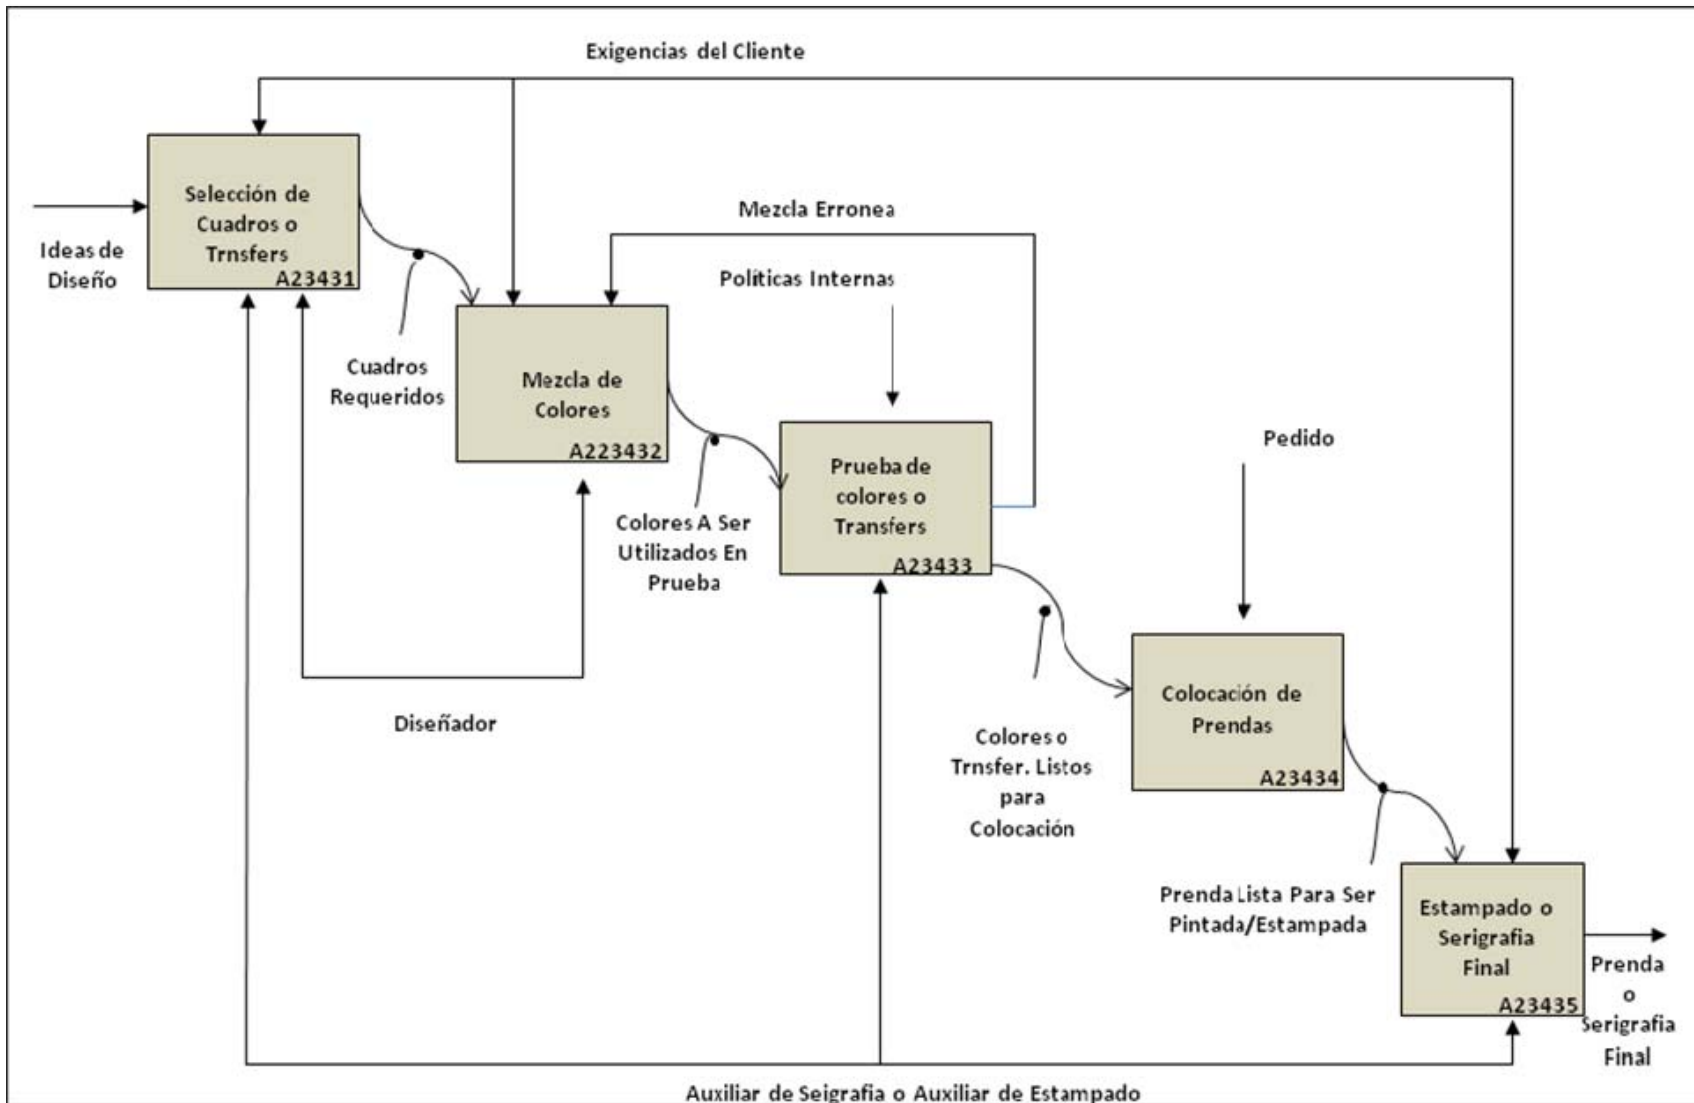 Exigencias del Cliente
Selección de
Cuadros o
Trnsfers
A23431
Ideas de
Diseño
Mezcla Erronea
Políticas Internas
Cuadros
Requeridos
Mezcla de
Colores
A223432
Colores A Ser
Utilizados En
Prueba
Prueba de
colores o
Transfers
A23433
Pedido
Diseñador
Colores o
Trnsfer. Listos
para
Colocación
Colocación de
Prendas
A23434
Prenda Lista Para Ser
Pintada/Estampada
Estampado o
Serigrafia
Final
A23435
Prenda
o
Serigrafia
Final
Auxiliar de Seigrafia o Auxiliar de Estampado